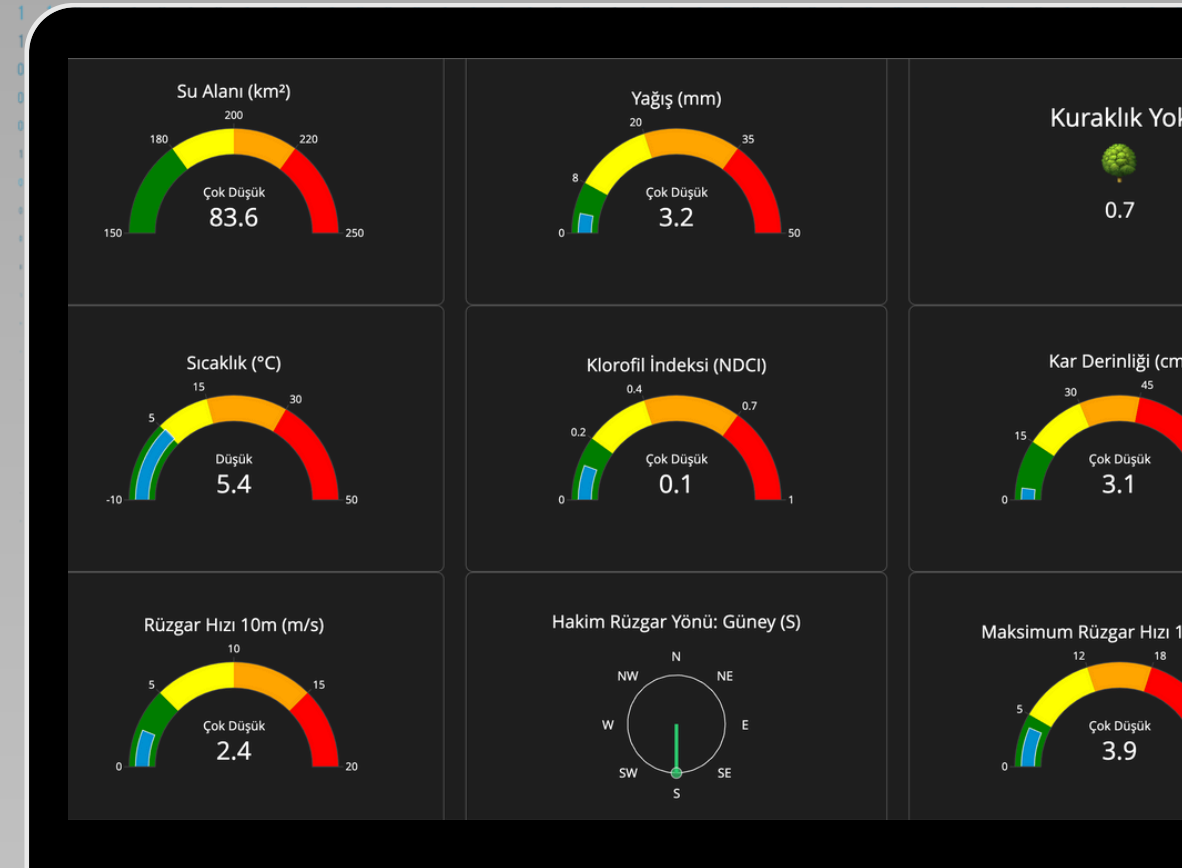 Su Alanı (km²)
150
180
200
220
250
Çok Düşük
83.6
Yağış (mm)
0
8
20
35
50
Çok Düşük
3.2
Kuraklık Yok
0.7
Sıcaklık (°C)
-10
5
15
30
50
Düşük
5.4
Klorofil İndeksi (NDCI)
0
0.2
0.4
0.7
1
Çok Düşük
0.1
Kar Derinliği (cm
0
15
30
45
Çok Düşük
3.1
Rüzgar Hızı 10m (m/s)
0
5
10
15
20
Çok Düşük
2.4
Hakim Rüzgar Yönü: Güney (S)
N
NW
NE
W
E
SW
SE
S
Maksimum Rüzgar Hızı 1
0
5
12
18
Çok Düşük
3.9